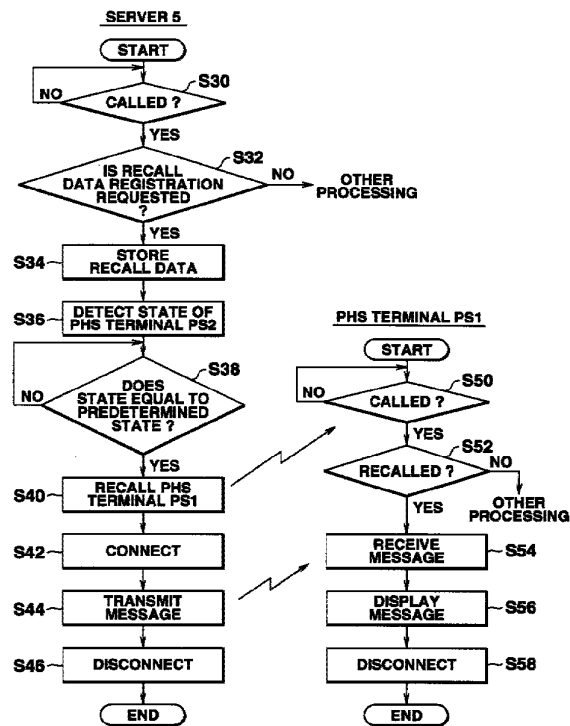 SERVER 5
START
S30
CALLED ?
NO
YES
S32
IS RECALL
DATA REGISTRATION
REQUESTED
?
NO
OTHER
PROCESSING
YES
S34
STORE
RECALL DATA
S36
DETECT STATE OF
PHS TERMINAL PS2
S38
DOES
STATE EQUAL TO
PREDETERMINED
STATE ?
NO
YES
S40
RECALL PHS
TERMINAL PS1
S42
CONNECT
S44
TRANSMIT
MESSAGE
S46
DISCONNECT
END
PHS TERMINAL PS1
START
S50
CALLED ?
NO
YES
S52
RECALLED ?
NO
OTHER
PROCESSING
YES
RECEIVE
MESSAGE
S54
DISPLAY
MESSAGE
S56
DISCONNECT
S58
END